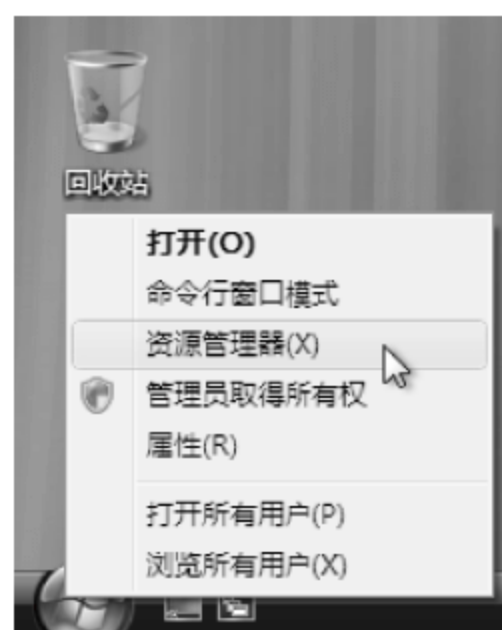 回收站
打开(O)
命令行窗口模式
资源管理器(X)
管理员取得所有权
属性(R)
打开所有用户(P)
浏览所有用户(X)